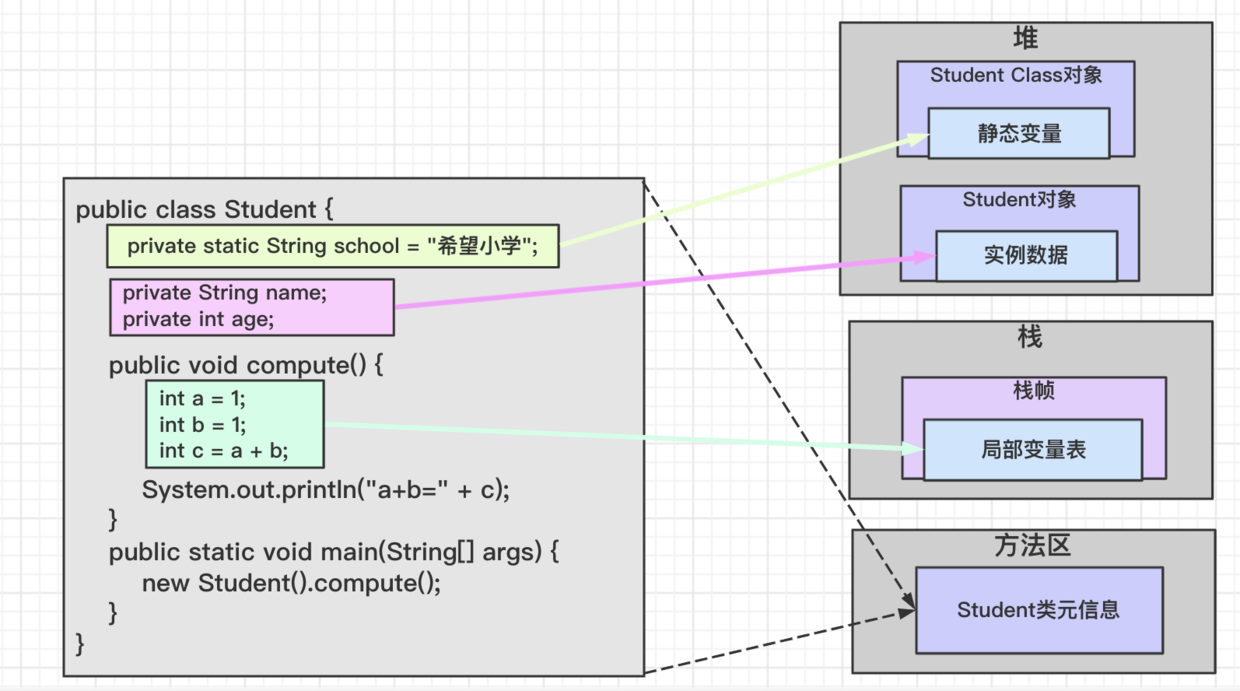 public class Student {
private static String school = "希望小学";
private String name;
private int age;
public void compute() {
int a = 1;
int b = 1;
int c = a + b;
System.out.println("a+b=" + c);
}
public static void main(String[] args) {
new Student().compute();
}
}
堆
Student Class对象
静态变量
Student对象
实例数据
栈
栈帧
局部变量表
方法区
Student类元信息